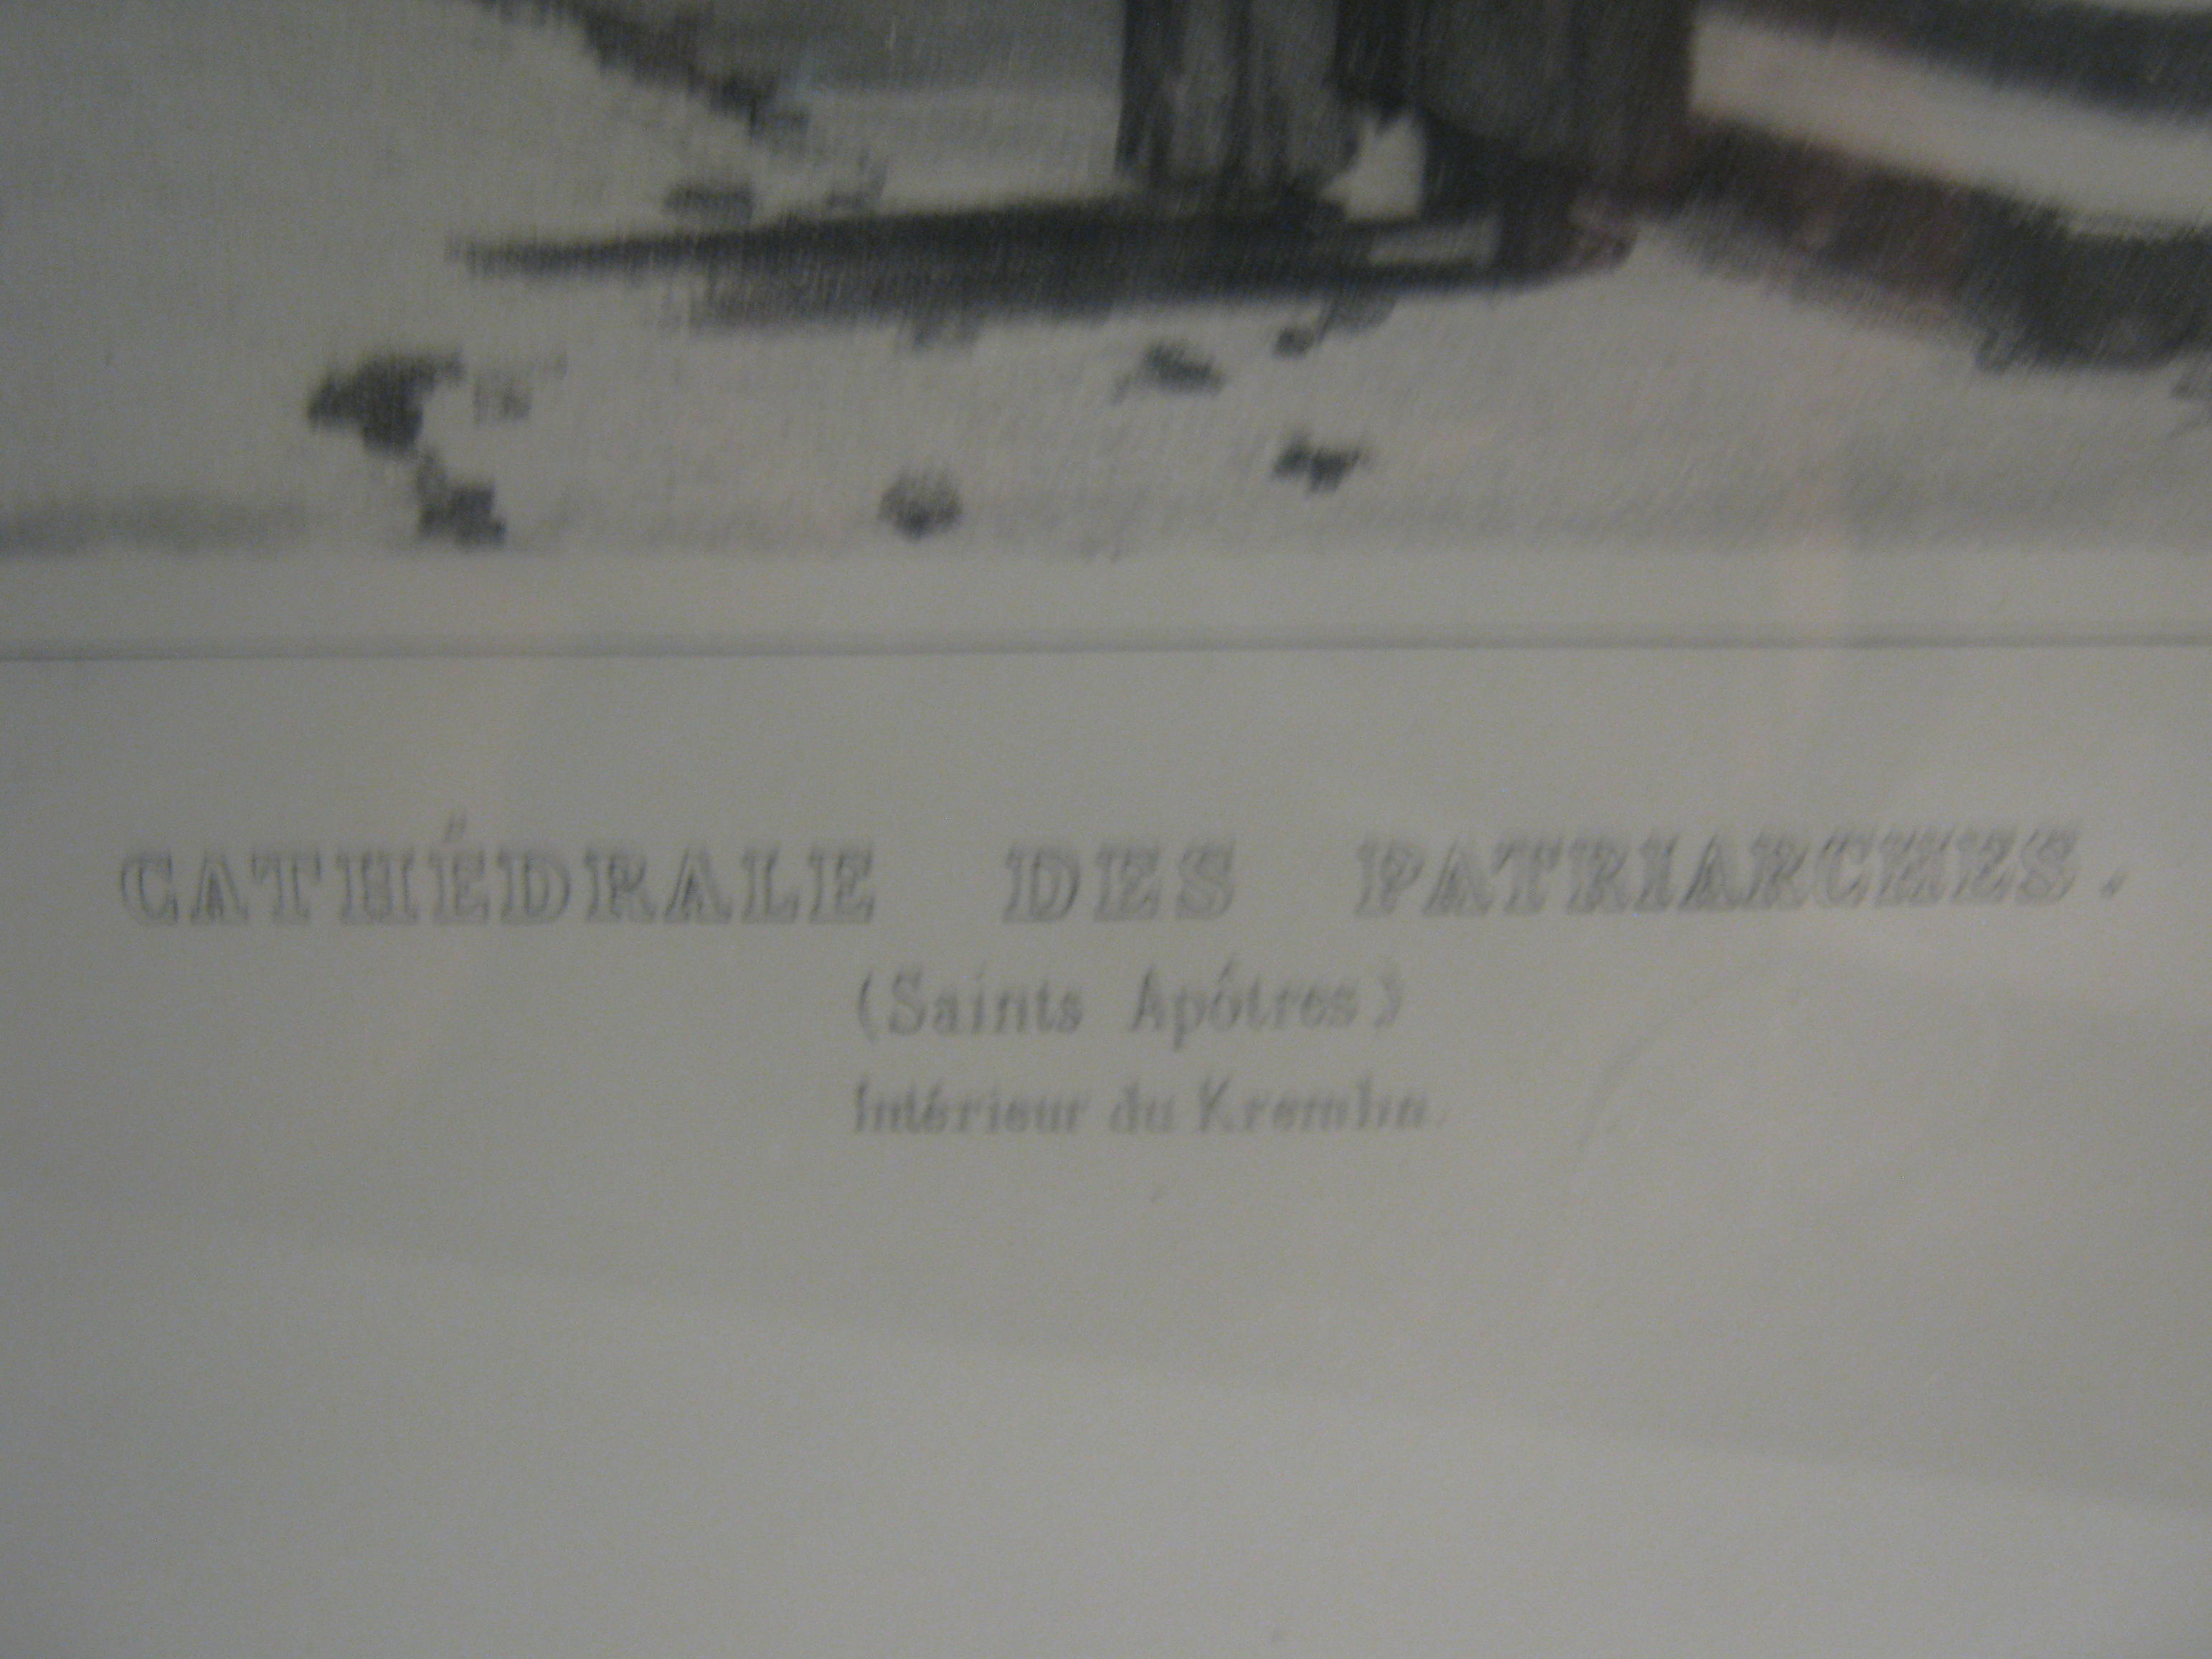 CATHÉDRALE DES PATRIARCHES.
(Saints Apôtres)
Intérieur du Kremlin.